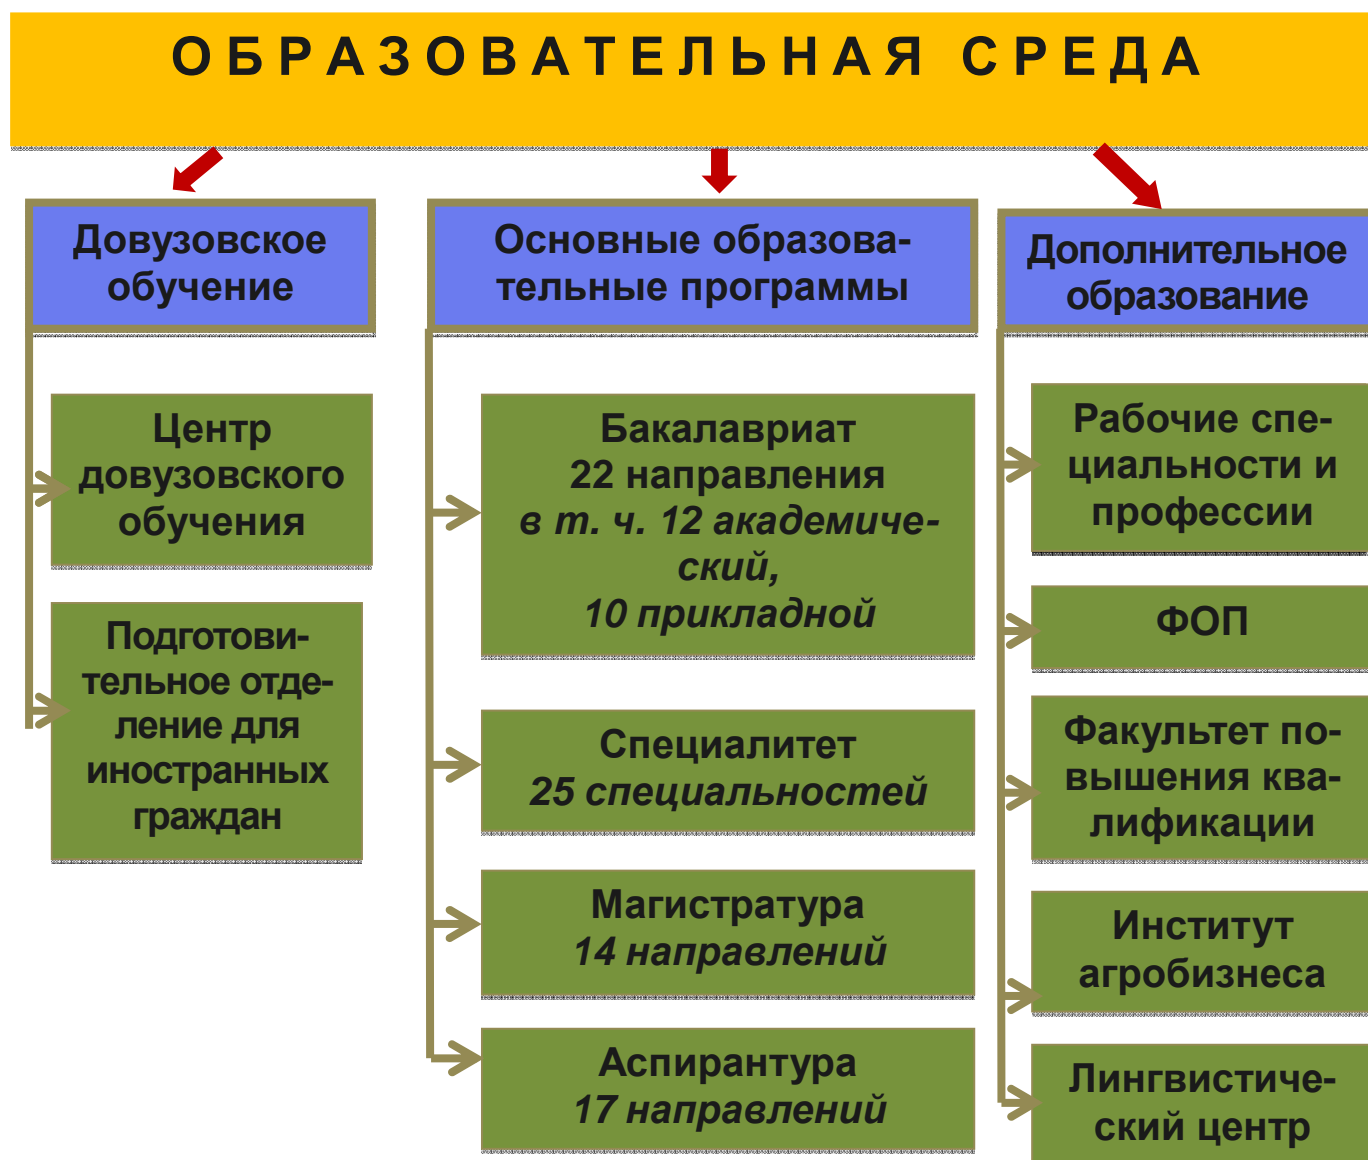 ОБРАЗОВАТЕЛЬНАЯ СРЕДА
Довузовское
обучение
Центр
довузовского
обучения
Подготови-
тельное отде-
ление для
иностранных
граждан
Основные образова-
тельные программы
Бакалавриат
22 направления
в т. ч. 12 академиче-
ский,
10 прикладной
Специалитет
25 специальностей
Магистратура
14 направлений
Аспирантура
17 направлений
Дополнительное
образование
Рабочие спе-
циальности и
профессии
ФОП
Факультет по-
вышения ква-
лификации
Институт
агробизнеса
Лингвистиче-
ский центр